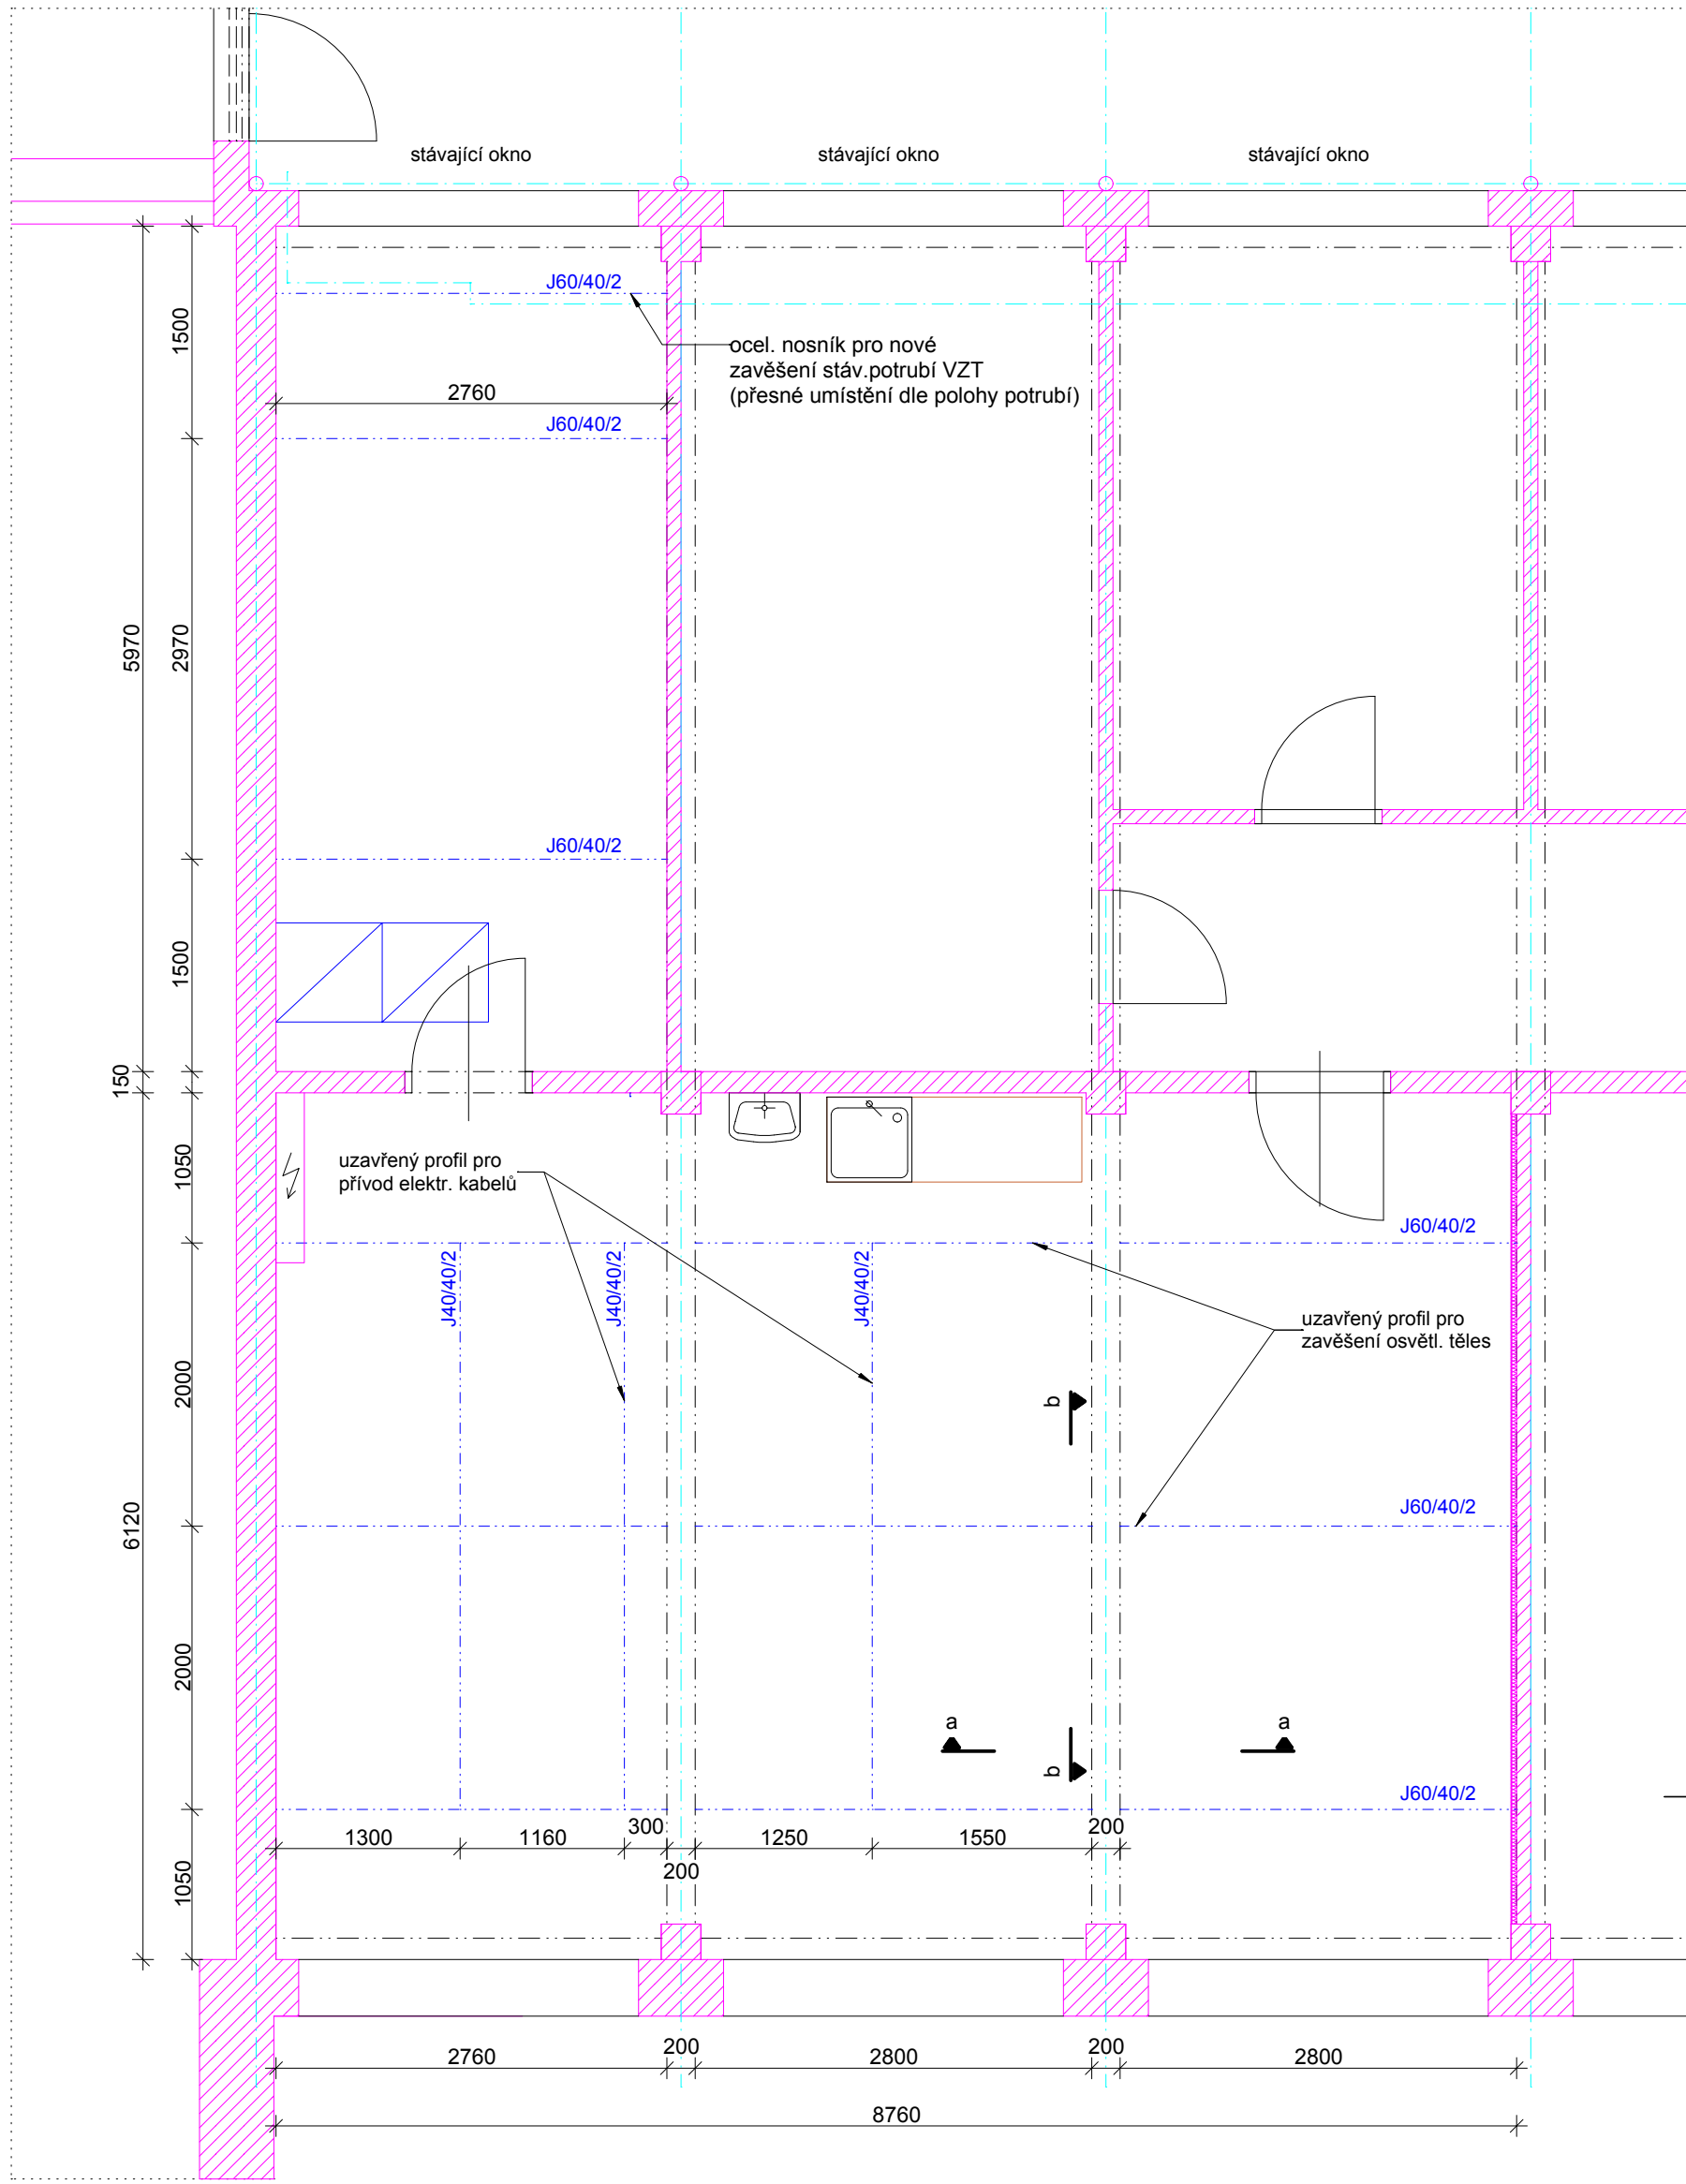 stávající okno
stávající okno
stávající okno
J60/40/2
ocel. nosník pro nové
zavěšení stáv.potrubí VZT
(přesné umístění dle polohy potrubí)
1500
2760
J60/40/2
5970
2970
J60/40/2
1500
150
1050
uzavřený profil pro
přívod elektr. kabelů
J60/40/2
J40/40/2
J40/40/2
J40/40/2
uzavřený profil pro
zavěšení osvětl. těles
2000
b
6120
J60/40/2
2000
a
a
b
J60/40/2
1300
1160
300
200
1250
1550
200
1050
2760
200
2800
200
2800
8760